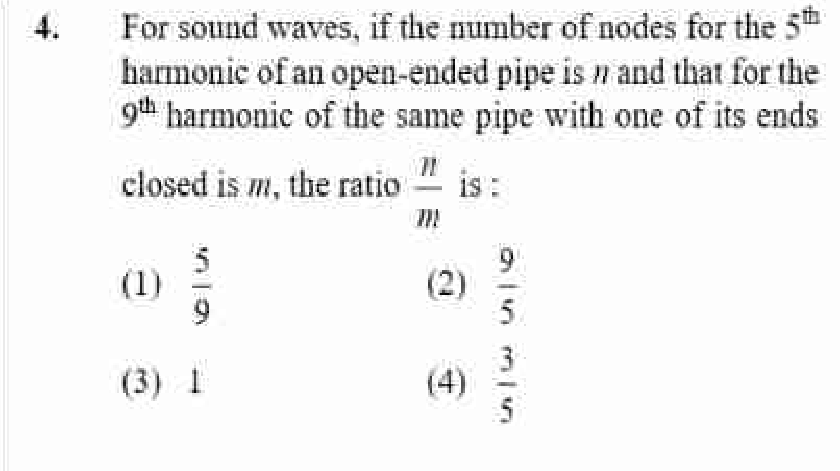 4. For sound waves, if the number of nodes for the 5th
harmonic of an open-ended pipe is n and that for the
9th harmonic of the same pipe with one of its ends
closed is m, the ratio n/m is :
(1) 5/9 (2) 9/5
(3) 1 (4) 3/5